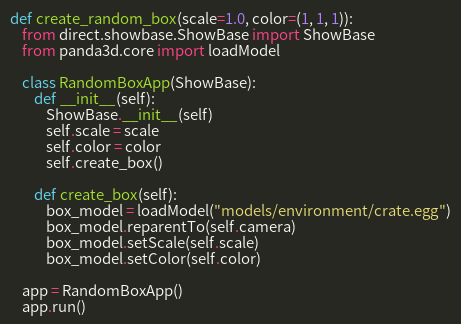 def create_random_box(scale=1.0, color=(1, 1, 1)):
from direct.showbase.ShowBase import ShowBase
from panda3d.core import loadModel
class RandomBoxApp(ShowBase):
def __init__(self):
ShowBase.__init__(self)
self.scale = scale
self.color = color
self.create_box()
def create_box(self):
box_model = loadModel("models/environment/crate.egg")
box_model.reparentTo(self.camera)
box_model.setScale(self.scale)
box_model.setColor(self.color)
app = RandomBoxApp()
app.run()